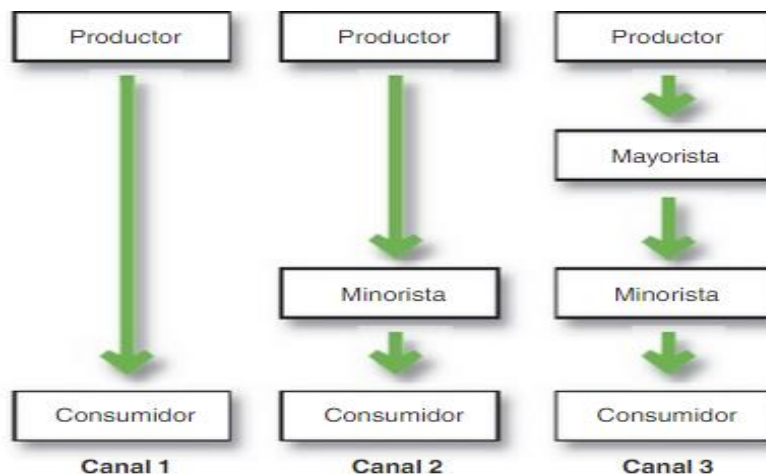 Productor
Productor
Productor
Mayorista
Minorista
Minorista
Consumidor
Consumidor
Consumidor
Canal 1
Canal 2
Canal 3